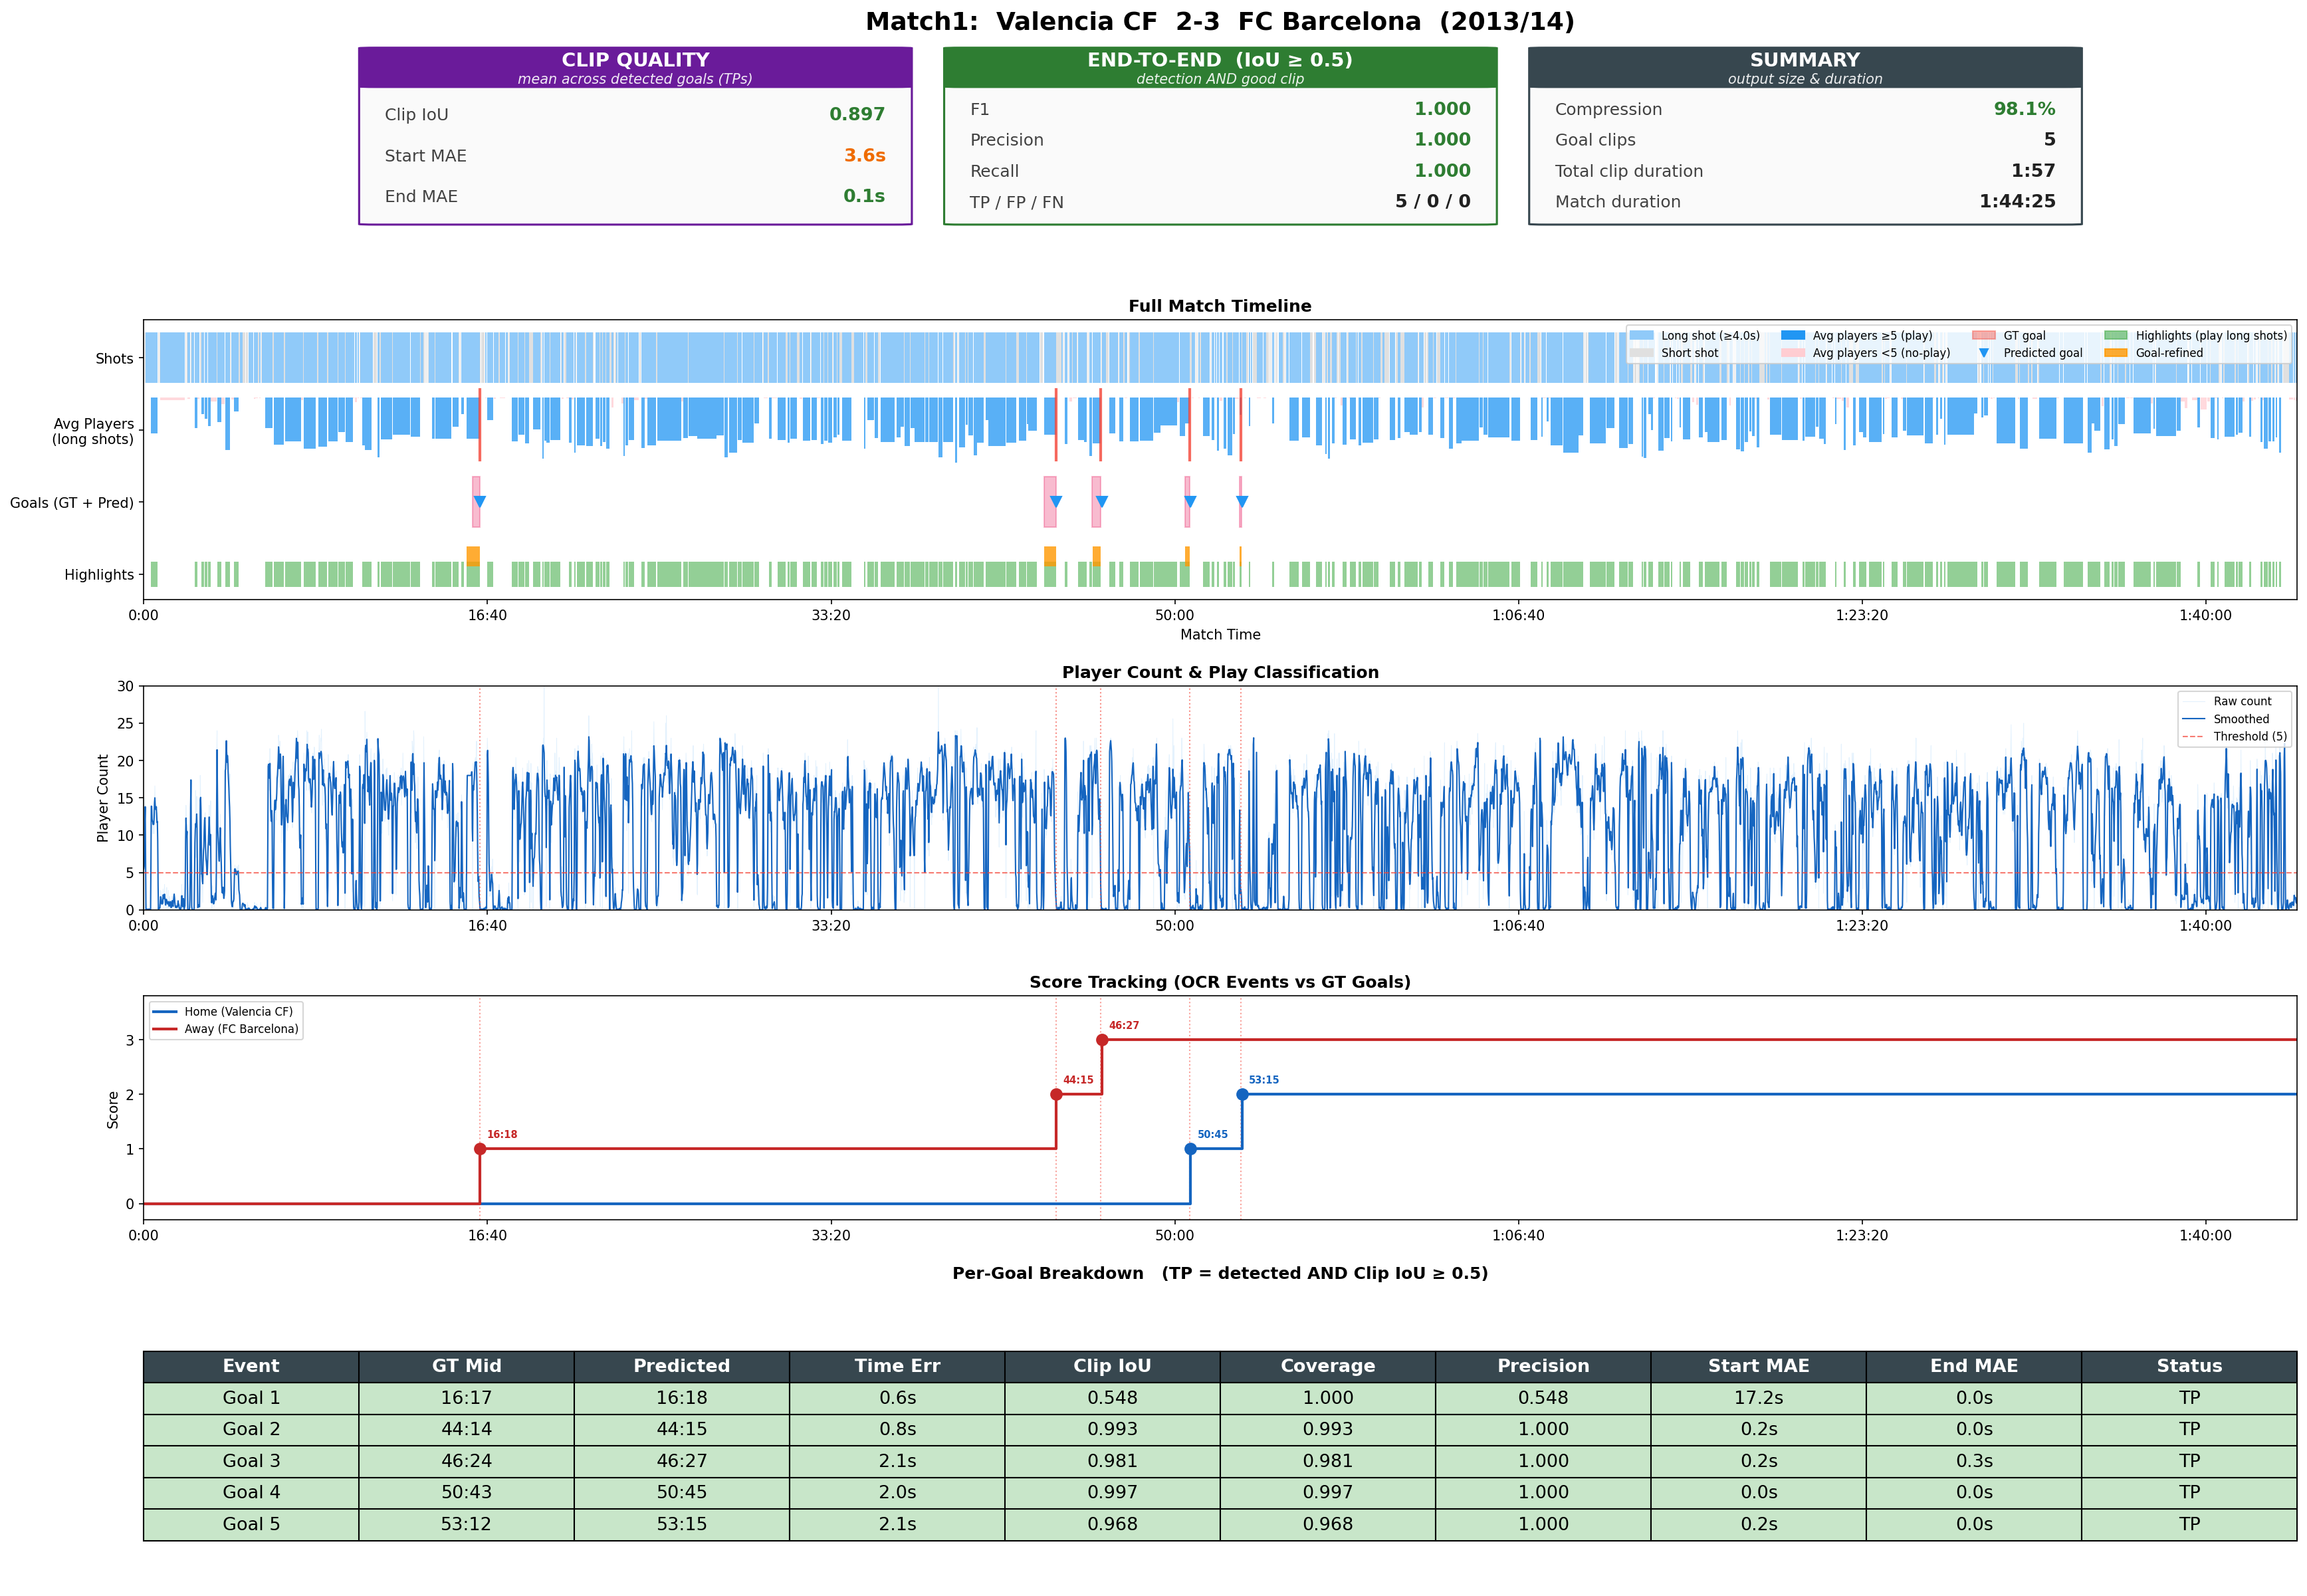 Match1: Valencia CF 2-3 FC Barcelona (2013/14)
CLIP QUALITY
mean across detected goals (TPs)
Clip IoU 0.897
Start MAE 3.6s
End MAE 0.1s
END-TO-END (IoU ≥ 0.5)
detection AND good clip
F1 1.000
Precision 1.000
Recall 1.000
TP / FP / FN 5 / 0 / 0
SUMMARY
output size & duration
Compression 98.1%
Goal clips 5
Total clip duration 1:57
Match duration 1:44:25
Full Match Timeline
Long shot (≥4.0s) Avg players ≥5 (play) GT goal Highlights (play long shots)
Short shot Avg players <5 (no-play) Predicted goal Goal-refined
Shots
Avg Players
(long shots)
Goals (GT + Pred)
Highlights
0:00 16:40 33:20 50:00 1:06:40 1:23:20 1:40:00
Match Time
Player Count & Play Classification
Raw count
Smoothed
Threshold (5)
Player Count
30
25
20
15
10
5
0
0:00 16:40 33:20 50:00 1:06:40 1:23:20 1:40:00
Score Tracking (OCR Events vs GT Goals)
Home (Valencia CF)
Away (FC Barcelona)
Score
3
2
1
0
16:18
44:15
46:27
50:45
53:15
0:00 16:40 33:20 50:00 1:06:40 1:23:20 1:40:00
Per-Goal Breakdown (TP = detected AND Clip IoU ≥ 0.5)
Event GT Mid Predicted Time Err Clip IoU Coverage Precision Start MAE End MAE Status
Goal 1 16:17 16:18 0.6s 0.548 1.000 0.548 17.2s 0.0s TP
Goal 2 44:14 44:15 0.8s 0.993 0.993 1.000 0.2s 0.0s TP
Goal 3 46:24 46:27 2.1s 0.981 0.981 1.000 0.2s 0.3s TP
Goal 4 50:43 50:45 2.0s 0.997 0.997 1.000 0.0s 0.0s TP
Goal 5 53:12 53:15 2.1s 0.968 0.968 1.000 0.2s 0.0s TP